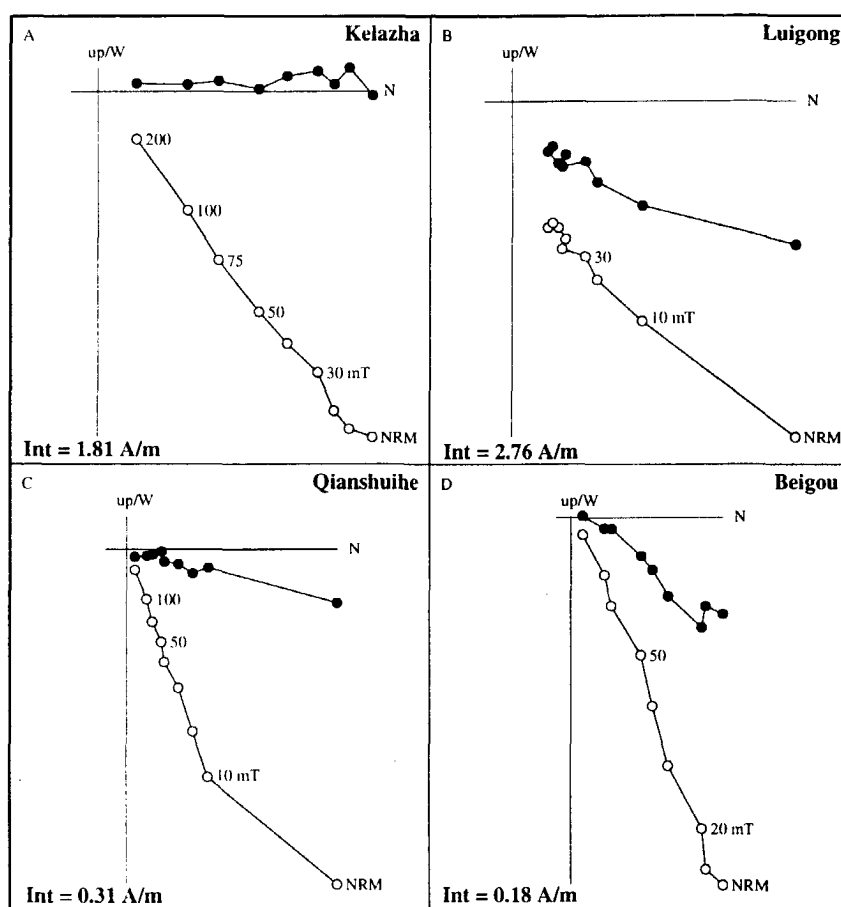 A Kelazha
up/W
N
200
100
75
50
30 mT
NRM
Int = 1.81 A/m
B Luigong
up/W
N
30
10 mT
NRM
Int = 2.76 A/m
C Qianshuihe
up/W
N
100
50
10 mT
NRM
Int = 0.31 A/m
D Beigou
up/W
N
50
20 mT
NRM
Int = 0.18 A/m